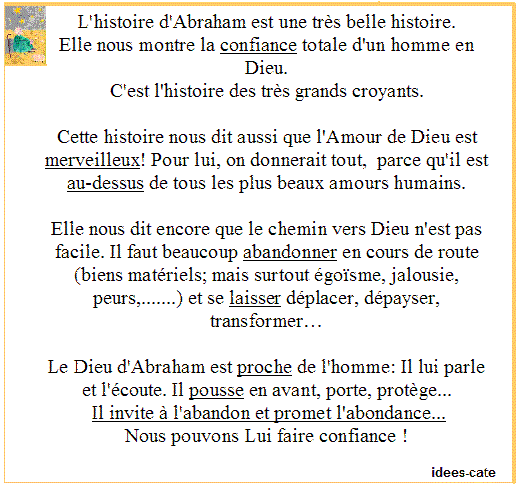 L'histoire d'Abraham est une très belle histoire.
Elle nous montre la confiance totale d'un homme en
Dieu.
C'est l'histoire des très grands croyants.
Cette histoire nous dit aussi que l'Amour de Dieu est
merveilleux! Pour lui, on donnerait tout, parce qu'il est
au-dessus de tous les plus beaux amours humains.
Elle nous dit encore que le chemin vers Dieu n'est pas
facile. Il faut beaucoup abandonner en cours de route
(biens matériels; mais surtout égoïsme, jalousie,
peurs,.......) et se laisser déplacer, dépayser,
transformer…
Le Dieu d'Abraham est proche de l'homme: Il lui parle
et l'écoute. Il pousse en avant, porte, protège...
Il invite à l'abandon et promet l'abondance...
Nous pouvons Lui faire confiance !
idees-cate